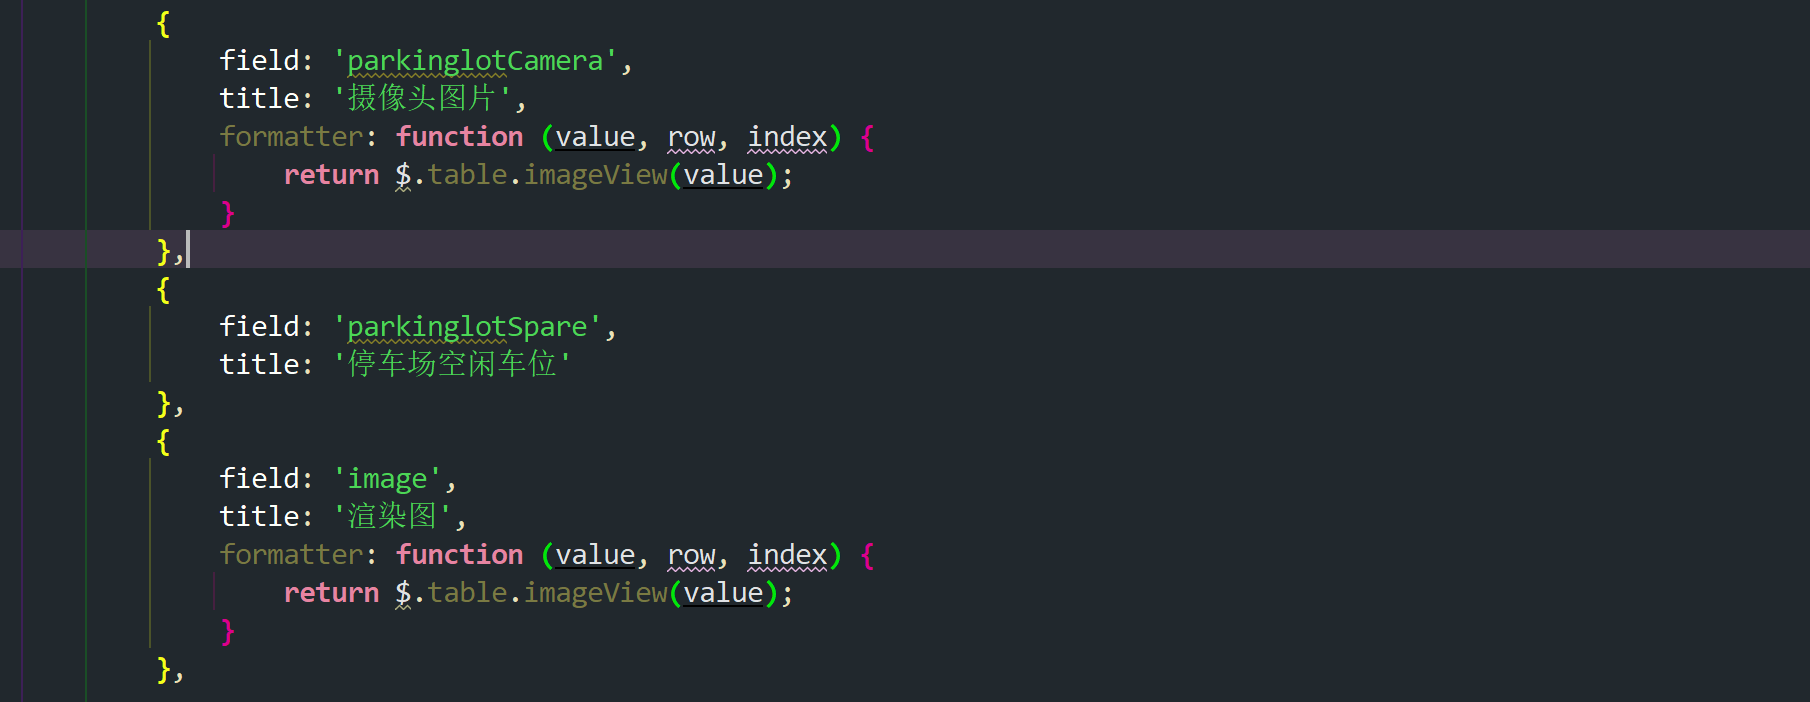 {
field: 'parkinglotCamera',
title: '摄像头图片',
formatter: function (value, row, index) {
return $.table.imageView(value);
}
},
{
field: 'parkinglotSpare',
title: '停车场空闲车位'
},
{
field: 'image',
title: '渲染图',
formatter: function (value, row, index) {
return $.table.imageView(value);
}
},